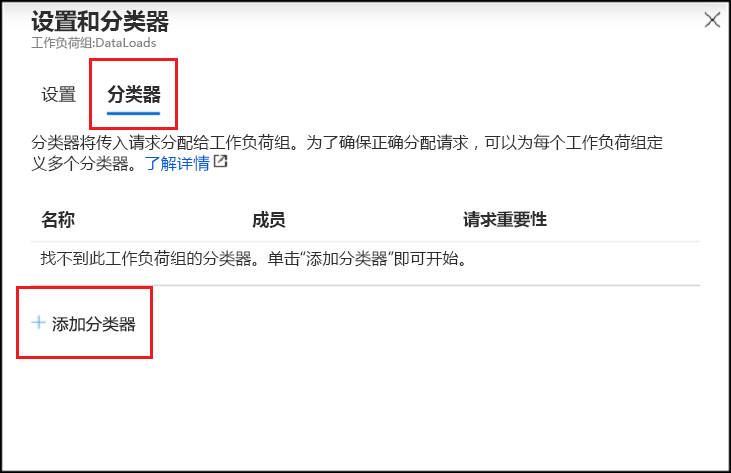 设置和分类器
工作负荷组:DataLoads
设置 分类器
分类器将传入请求分配给工作负荷组。为了确保正确分配请求，可以为每个工作负荷组定
义多个分类器。了解详情
名称 成员 请求重要性
找不到此工作负荷组的分类器。单击“添加分类器”即可开始。
+ 添加分类器